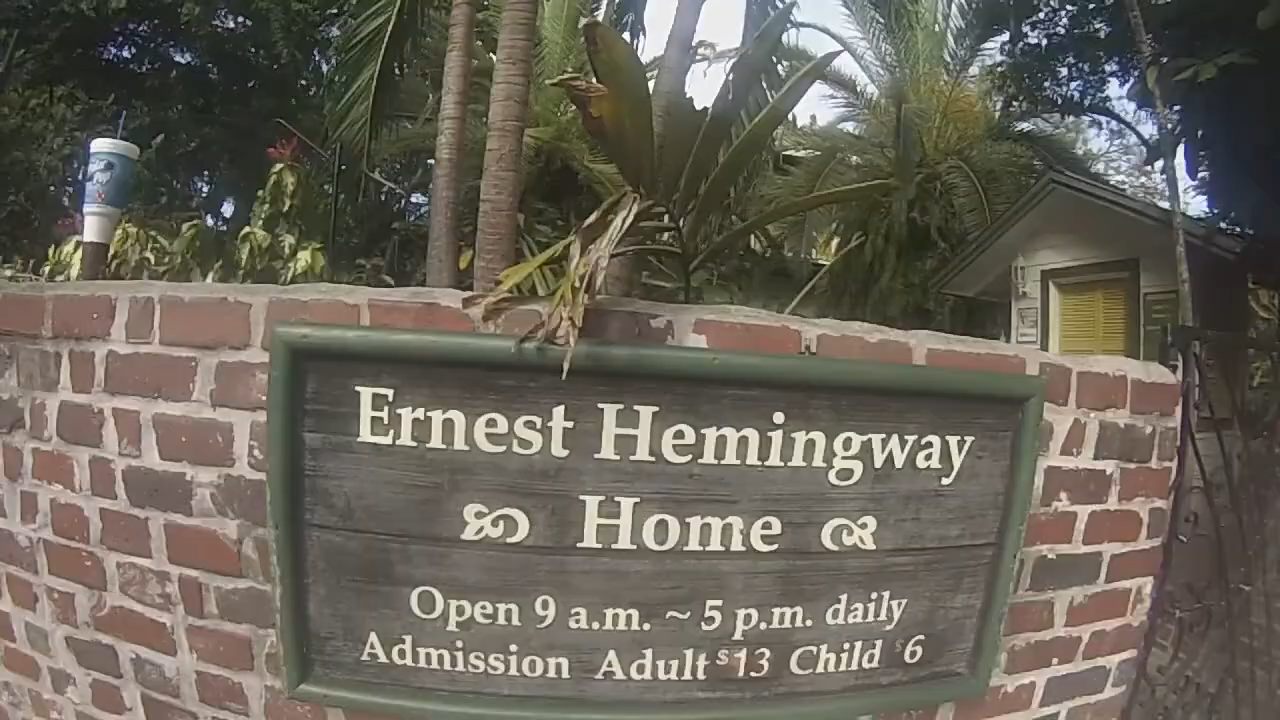 Ernest Hemingway
Home
Open 9 a.m. ~ 5 p.m. daily
Admission Adult $13 Child $6